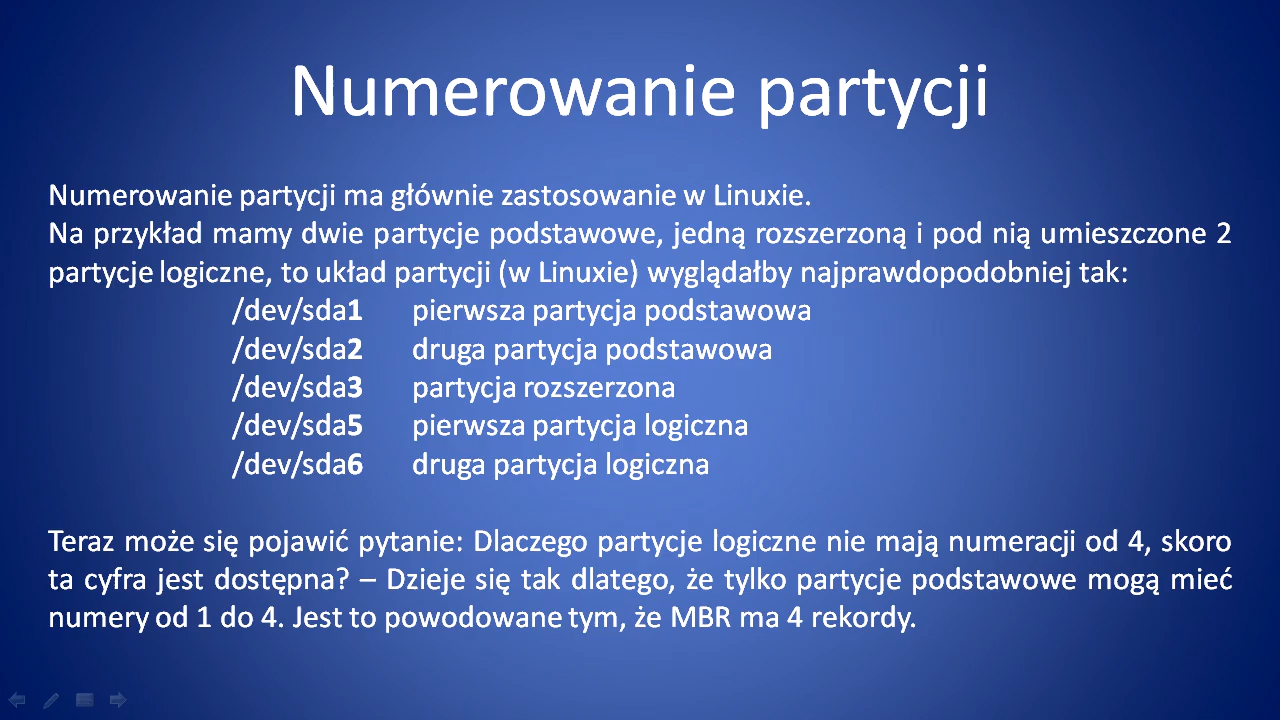 Numerowanie partycji
Numerowanie partycji ma głównie zastosowanie w Linuxie.
Na przykład mamy dwie partycje podstawowe, jedną rozszerzoną i pod nią umieszczone 2
partycje logiczne, to układ partycji (w Linuxie) wyglądałby najprawdopodobniej tak:
/dev/sda1 pierwsza partycja podstawowa
/dev/sda2 druga partycja podstawowa
/dev/sda3 partycja rozszerzona
/dev/sda5 pierwsza partycja logiczna
/dev/sda6 druga partycja logiczna
Teraz może się pojawić pytanie: Dlaczego partycje logiczne nie mają numeracji od 4, skoro
ta cyfra jest dostępna? – Dzieje się tak dlatego, że tylko partycje podstawowe mogą mieć
numery od 1 do 4. Jest to powodowane tym, że MBR ma 4 rekordy.